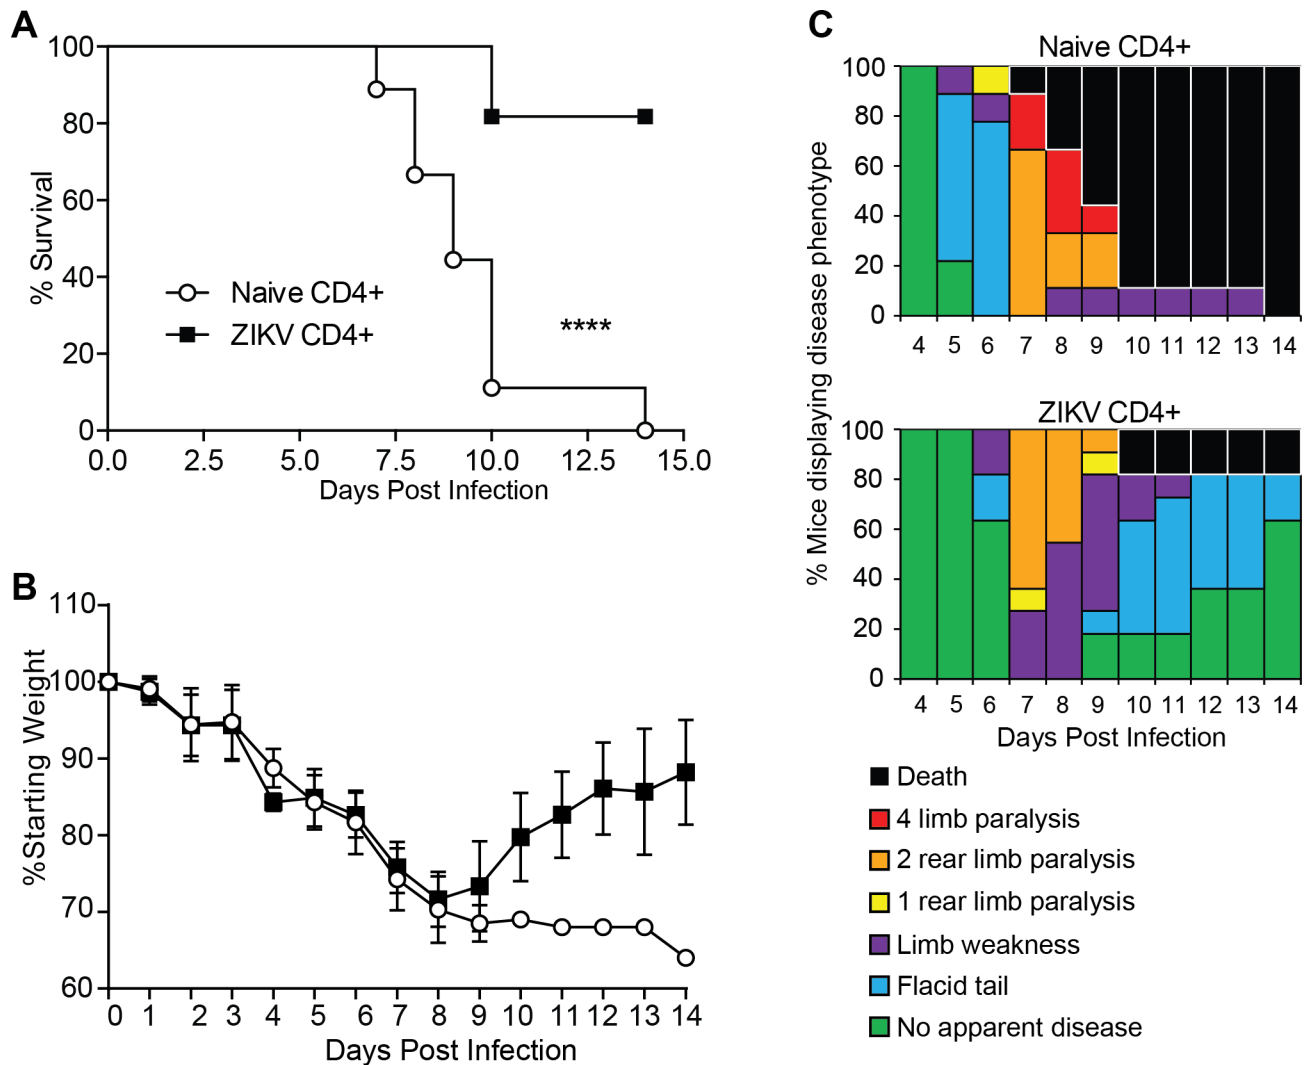 A
100
80
60
40
20
0
% Survival
Naive CD4+
ZIKV CD4+
****
0.0 2.5 5.0 7.5 10.0 12.5 15.0
Days Post Infection
B
110
100
90
80
70
60
%Starting Weight
0 1 2 3 4 5 6 7 8 9 10 11 12 13 14
Days Post Infection
C
% Mice displaying disease phenotype
Naive CD4+
100
80
60
40
20
0
4 5 6 7 8 9 10 11 12 13 14
ZIKV CD4+
100
80
60
40
20
0
4 5 6 7 8 9 10 11 12 13 14
Days Post Infection
Death
4 limb paralysis
2 rear limb paralysis
1 rear limb paralysis
Limb weakness
Flacid tail
No apparent disease